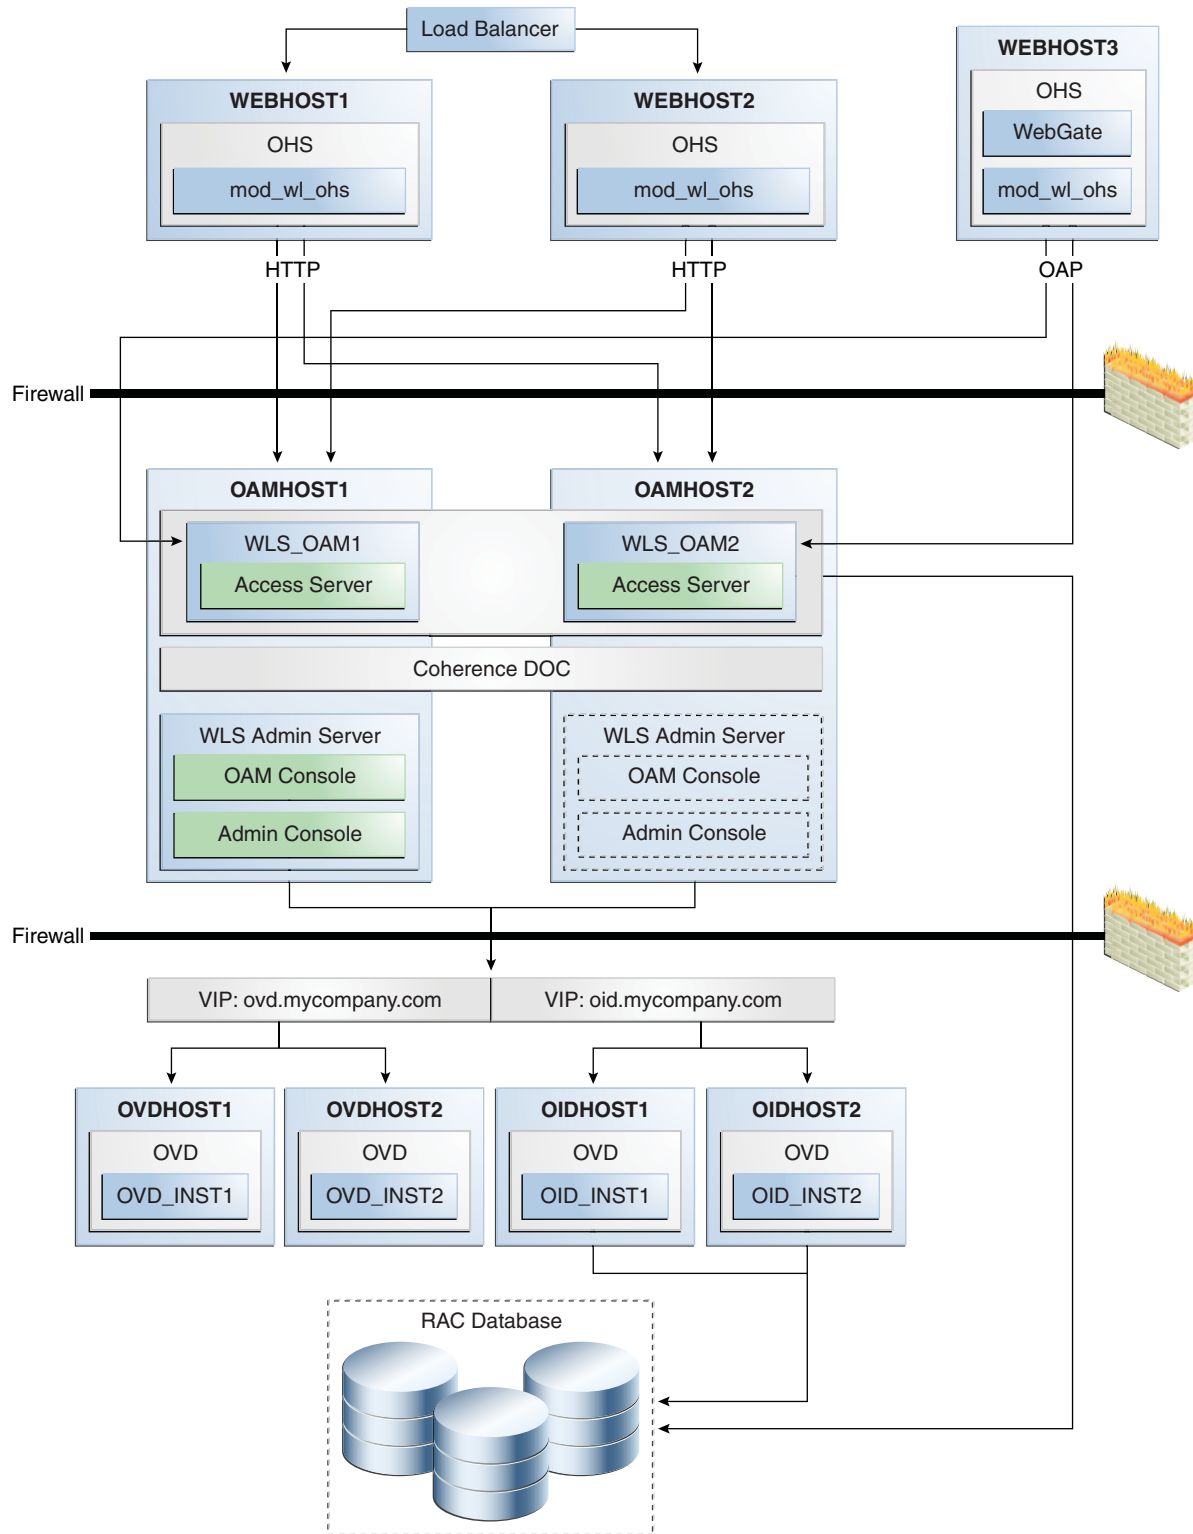 Load Balancer
WEBHOST1
OHS
mod_wl_ohs
WEBHOST2
OHS
mod_wl_ohs
WEBHOST3
OHS
WebGate
mod_wl_ohs
HTTP
HTTP
OAP
Firewall
OAMHOST1
OAMHOST2
WLS_OAM1
Access Server
WLS_OAM2
Access Server
Coherence DOC
WLS Admin Server
OAM Console
Admin Console
WLS Admin Server
OAM Console
Admin Console
Firewall
VIP: ovd.mycompany.com
VIP: oid.mycompany.com
OVDHOST1
OVD
OVD_INST1
OVDHOST2
OVD
OVD_INST2
OIDHOST1
OVD
OID_INST1
OIDHOST2
OVD
OID_INST2
RAC Database